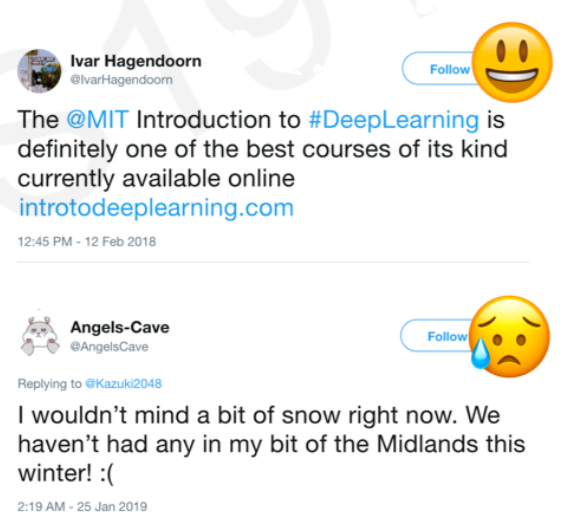 Ivar Hagendoorn
@IvarHagendoorn
Follow
The @MIT Introduction to #DeepLearning is
definitely one of the best courses of its kind
currently available online
introtodeeplearning.com
12:45 PM - 12 Feb 2018
Angels-Cave
@AngelsCave
Follow
Replying to @Kazuki2048
I wouldn’t mind a bit of snow right now. We
haven’t had any in my bit of the Midlands this
winter! :(
2:19 AM - 25 Jan 2019